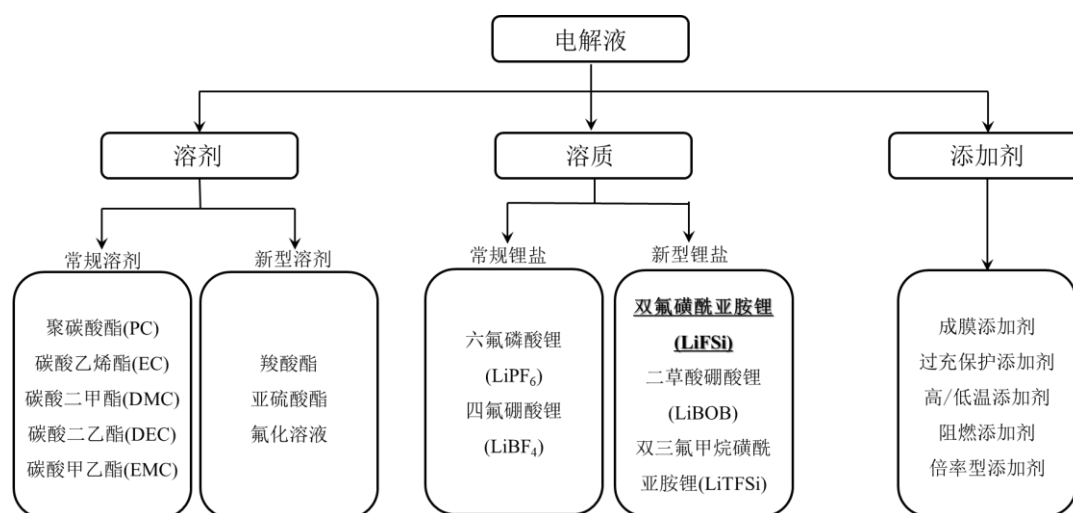 电解液
溶剂
溶质
添加剂
常规溶剂
聚碳酸酯(PC)
碳酸乙烯酯(EC)
碳酸二甲酯(DMC)
碳酸二乙酯(DEC)
碳酸甲乙酯(EMC)
新型溶剂
羧酸酯
亚硫酸酯
氟化溶液
常规锂盐
六氟磷酸锂
(LiPF₆)
四氟硼酸锂
(LiBF₄)
新型锂盐
双氟磺酰亚胺锂
(LiFSi)
二草酸硼酸锂
(LiBOB)
双三氟甲烷磺酰
亚胺锂(LiTFSi)
成膜添加剂
过充保护添加剂
高/低温添加剂
阻燃添加剂
倍率型添加剂